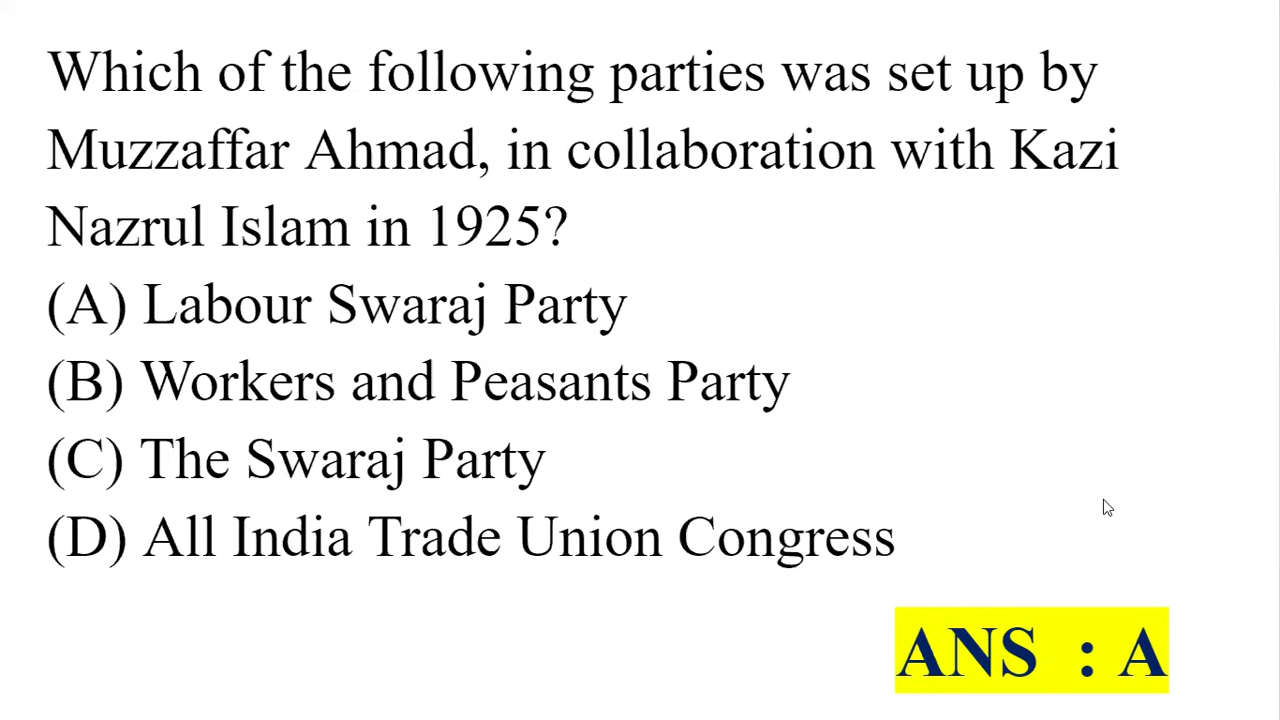 Which of the following parties was set up by
Muzzaffar Ahmad, in collaboration with Kazi
Nazrul Islam in 1925?
(A) Labour Swaraj Party
(B) Workers and Peasants Party
(C) The Swaraj Party
(D) All India Trade Union Congress
ANS : A